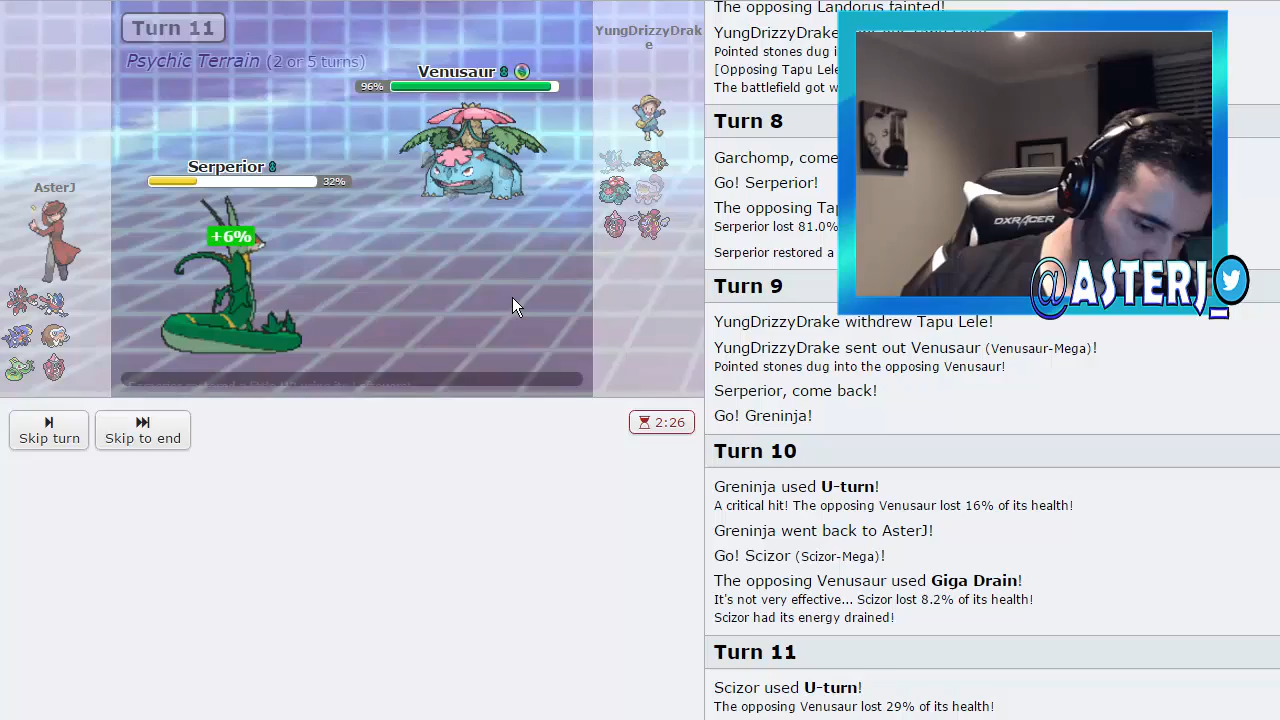 Turn 11
Psychic Terrain (2 or 5 turns)
Venusaur
96%
Serperior
32%
+6%
AsterJ
YungDrizzyDrak
e
Skip turn
Skip to end
2:26
The opposing Landorus fainted!
YungDrizzyDrake
Pointed stones dug in
[Opposing Tapu Lele
The battlefield got w
Turn 8
Garchomp, come
Go! Serperior!
The opposing Tap
Serperior lost 81.0%
Serperior restored a
Turn 9
YungDrizzyDrake withdrew Tapu Lele!
YungDrizzyDrake sent out Venusaur (Venusaur-Mega)!
Pointed stones dug into the opposing Venusaur!
Serperior, come back!
Go! Greninja!
Turn 10
Greninja used U-turn!
A critical hit! The opposing Venusaur lost 16% of its health!
Greninja went back to AsterJ!
Go! Scizor (Scizor-Mega)!
The opposing Venusaur used Giga Drain!
It's not very effective... Scizor lost 8.2% of its health!
Scizor had its energy drained!
Turn 11
Scizor used U-turn!
The opposing Venusaur lost 29% of its health!
DXRACER
@ASTERJ_